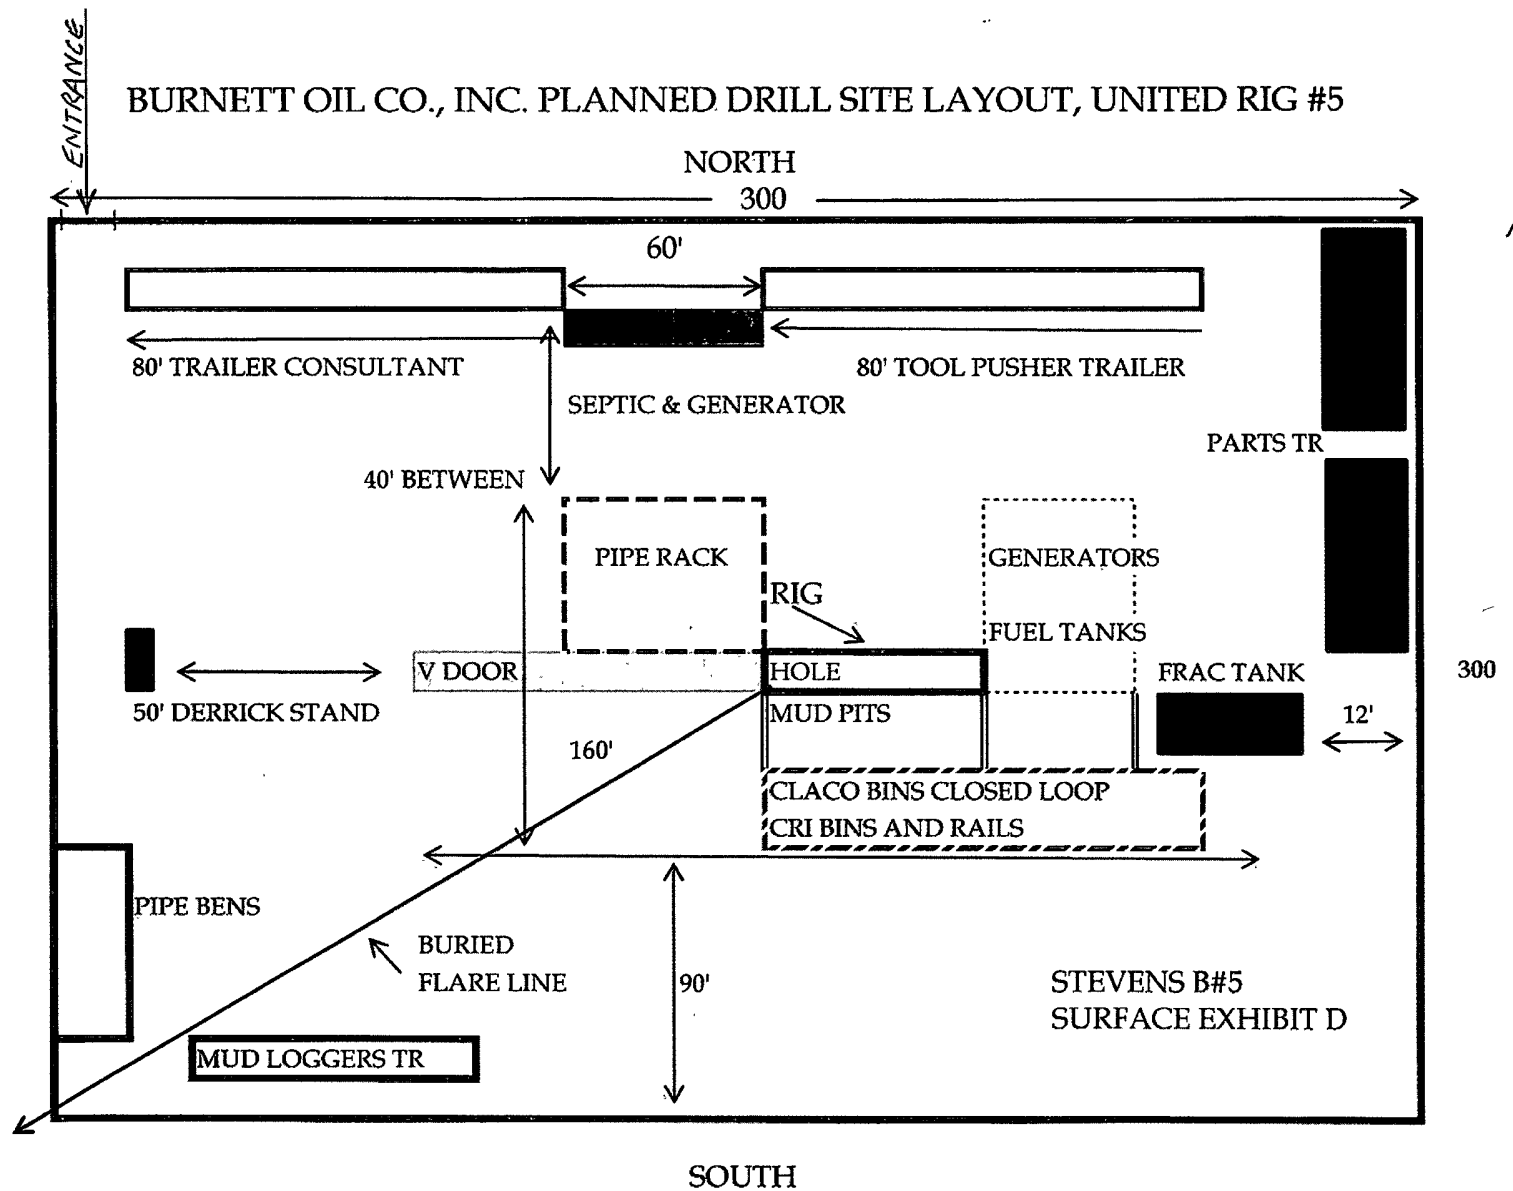 ENTRANCE
BURNETT OIL CO., INC. PLANNED DRILL SITE LAYOUT, UNITED RIG #5
NORTH
300
60'
80' TRAILER CONSULTANT
80' TOOL PUSHER TRAILER
SEPTIC & GENERATOR
PARTS TR
40' BETWEEN
PIPE RACK
GENERATORS
RIG
FUEL TANKS
V DOOR
HOLE
FRAC TANK
300
50' DERRICK STAND
MUD PITS
12'
160'
CLACO BINS CLOSED LOOP
CRI BINS AND RAILS
PIPE BENS
BURIED
FLARE LINE
90'
STEVENS B#5
SURFACE EXHIBIT D
MUD LOGGERS TR
SOUTH